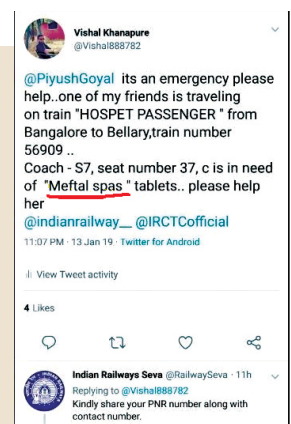 Vishal Khanapure
@Vishal888782
@PiyushGoyal its an emergency please
help..one of my friends is traveling
on train "HOSPET PASSENGER " from
Bangalore to Bellary,train number
56909 ..
Coach - S7, seat number 37, c is in need
of "Meftal spas " tablets.. please help
her
@indianrailway__ @IRCTCofficial
11:07 PM · 13 Jan 19 · Twitter for Android
View Tweet activity
4 Likes
Indian Railways Seva @RailwaySeva · 11h
Replying to @Vishal888782
Kindly share your PNR number along with
contact number.